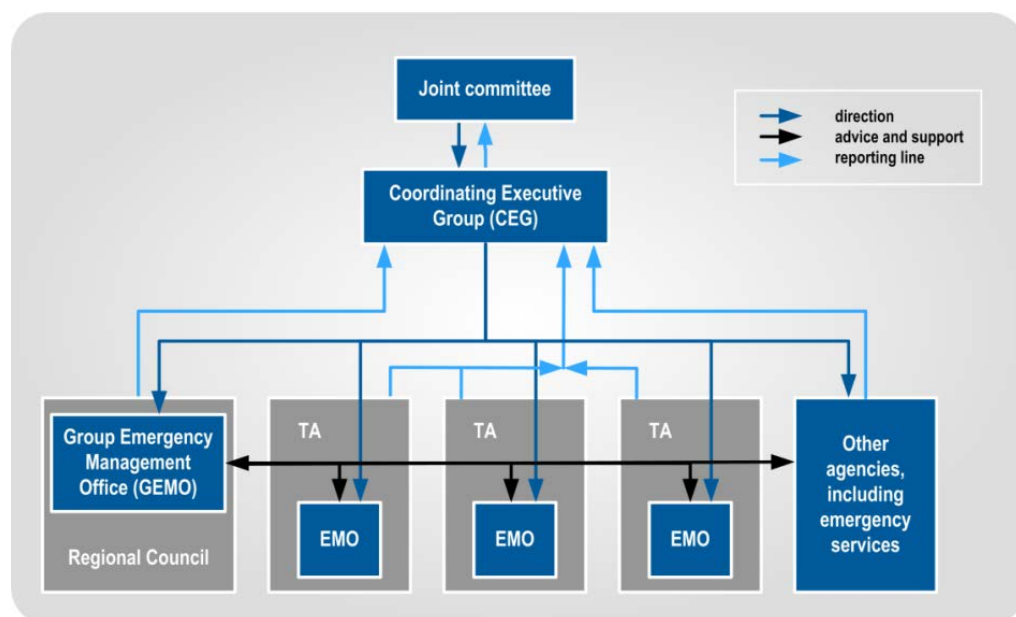 Joint committee
direction
advice and support
reporting line
Coordinating Executive
Group (CEG)
Group Emergency
Management
Office (GEMO)
Regional Council
TA
EMO
TA
EMO
TA
EMO
Other
agencies,
including
emergency
services